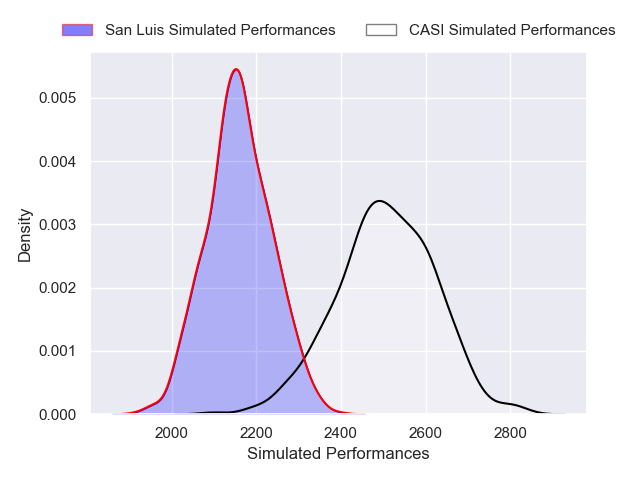 San Luis Simulated Performances CASI Simulated Performances
0.005
0.004
0.003
0.002
0.001
0.000
Density
2000 2200 2400 2600 2800
Simulated Performances